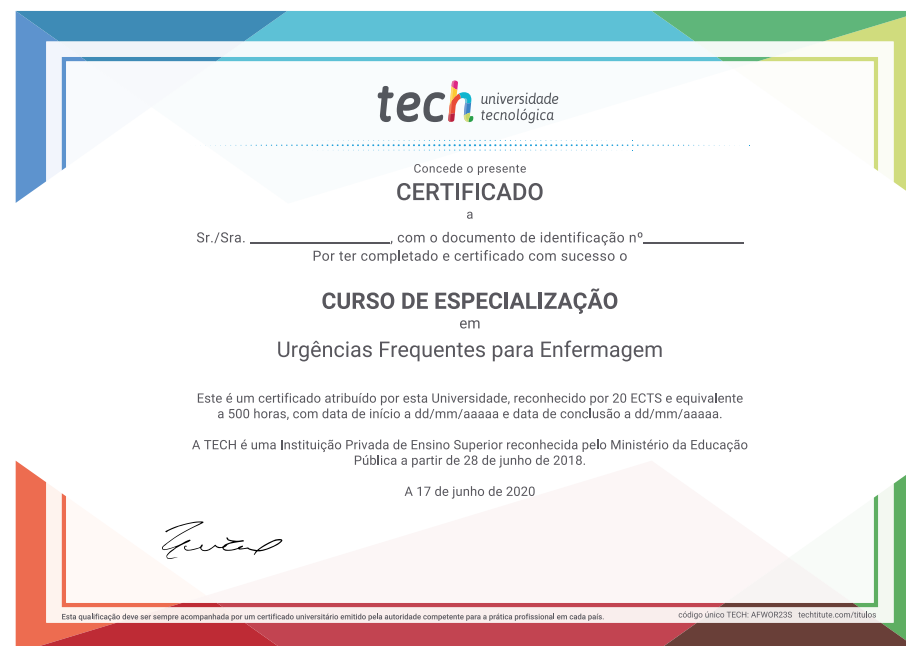 tech universidade
tecnológica
Concede o presente
CERTIFICADO
a
Sr./Sra. ____________________, com o documento de identificação nº______________
Por ter completado e certificado com sucesso o
CURSO DE ESPECIALIZAÇÃO
em
Urgências Frequentes para Enfermagem
Este é um certificado atribuído por esta Universidade, reconhecido por 20 ECTS e equivalente
a 500 horas, com data de início a dd/mm/aaaaa e data de conclusão a dd/mm/aaaaa.
A TECH é uma Instituição Privada de Ensino Superior reconhecida pelo Ministério da Educação
Pública a partir de 28 de junho de 2018.
A 17 de junho de 2020
Esta qualificação deve ser sempre acompanhada por um certificado universitário emitido pela autoridade competente para a prática profissional em cada país.
código único TECH: AFWOR23S techtitute.com/titulos